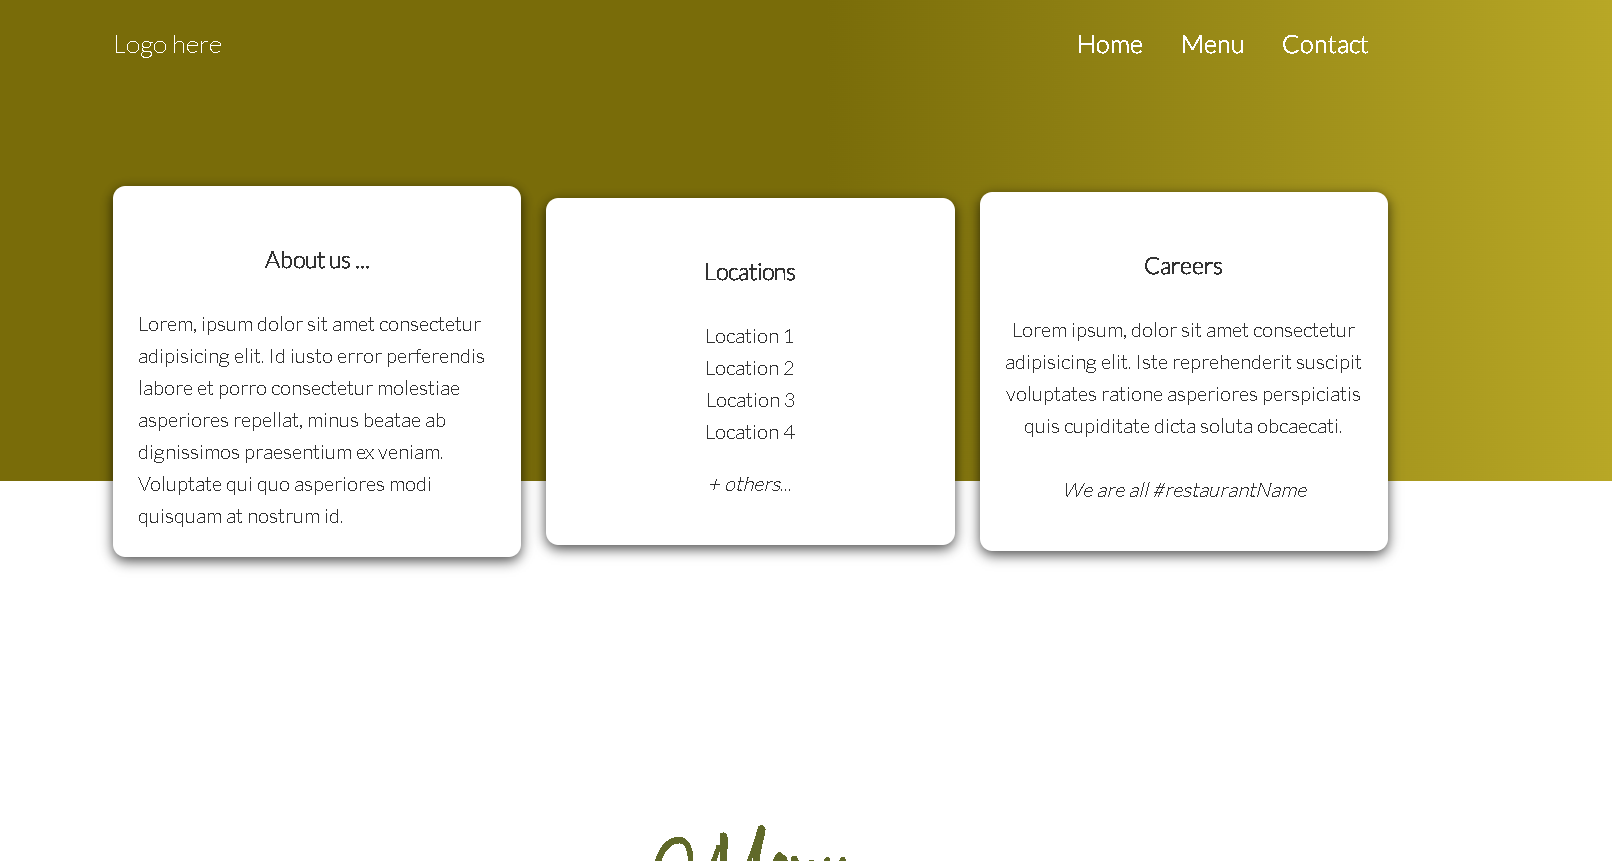 Logo here
Home Menu Contact
About us ...
Lorem, ipsum dolor sit amet consectetur
adipisicing elit. Id iusto error perferendis
labore et porro consectetur molestiae
asperiores repellat, minus beatae ab
dignissimos praesentium ex veniam.
Voluptate qui quo asperiores modi
quisquam at nostrum id.
Locations
Location 1
Location 2
Location 3
Location 4
+ others...
Careers
Lorem ipsum, dolor sit amet consectetur
adipisicing elit. Iste reprehenderit suscipit
voluptates ratione asperiores perspiciatis
quis cupiditate dicta soluta obcaecati.
We are all #restaurantName